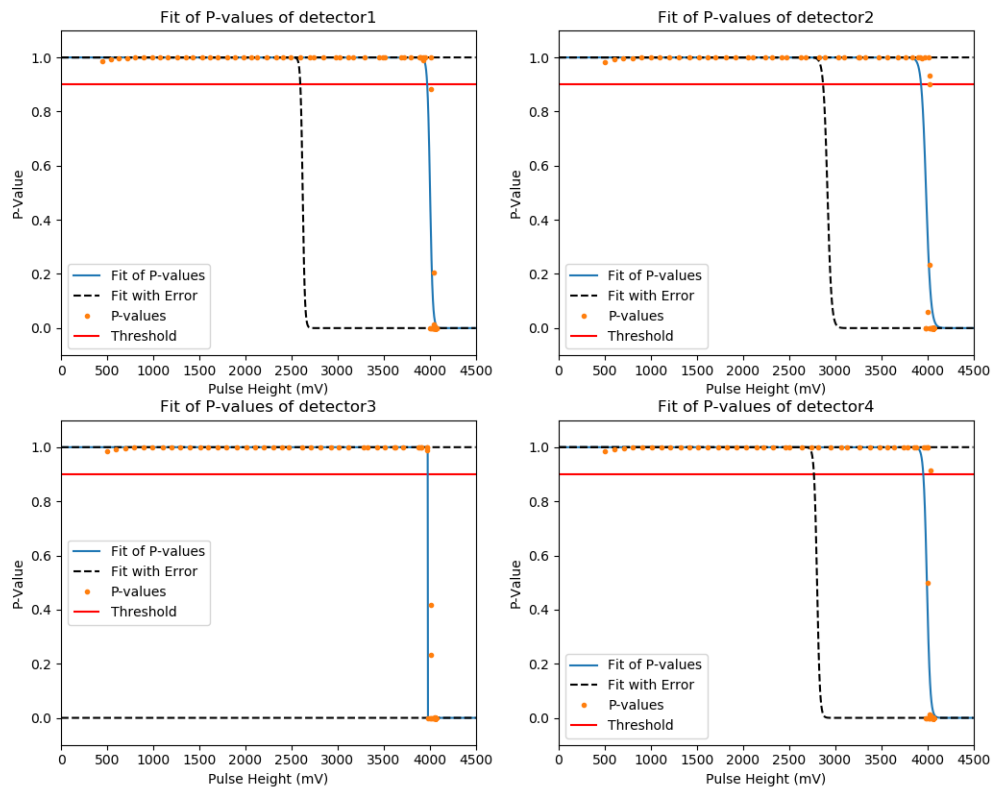 Fit of P-values of detector1
P-Value
1.0
0.8
0.6
0.4
0.2
0.0
Fit of P-values
Fit with Error
P-values
Threshold
0 500 1000 1500 2000 2500 3000 3500 4000 4500
Pulse Height (mV)
Fit of P-values of detector2
P-Value
1.0
0.8
0.6
0.4
0.2
0.0
Fit of P-values
Fit with Error
P-values
Threshold
0 500 1000 1500 2000 2500 3000 3500 4000 4500
Pulse Height (mV)
Fit of P-values of detector3
P-Value
1.0
0.8
0.6
0.4
0.2
0.0
Fit of P-values
Fit with Error
P-values
Threshold
0 500 1000 1500 2000 2500 3000 3500 4000 4500
Pulse Height (mV)
Fit of P-values of detector4
P-Value
1.0
0.8
0.6
0.4
0.2
0.0
Fit of P-values
Fit with Error
P-values
Threshold
0 500 1000 1500 2000 2500 3000 3500 4000 4500
Pulse Height (mV)